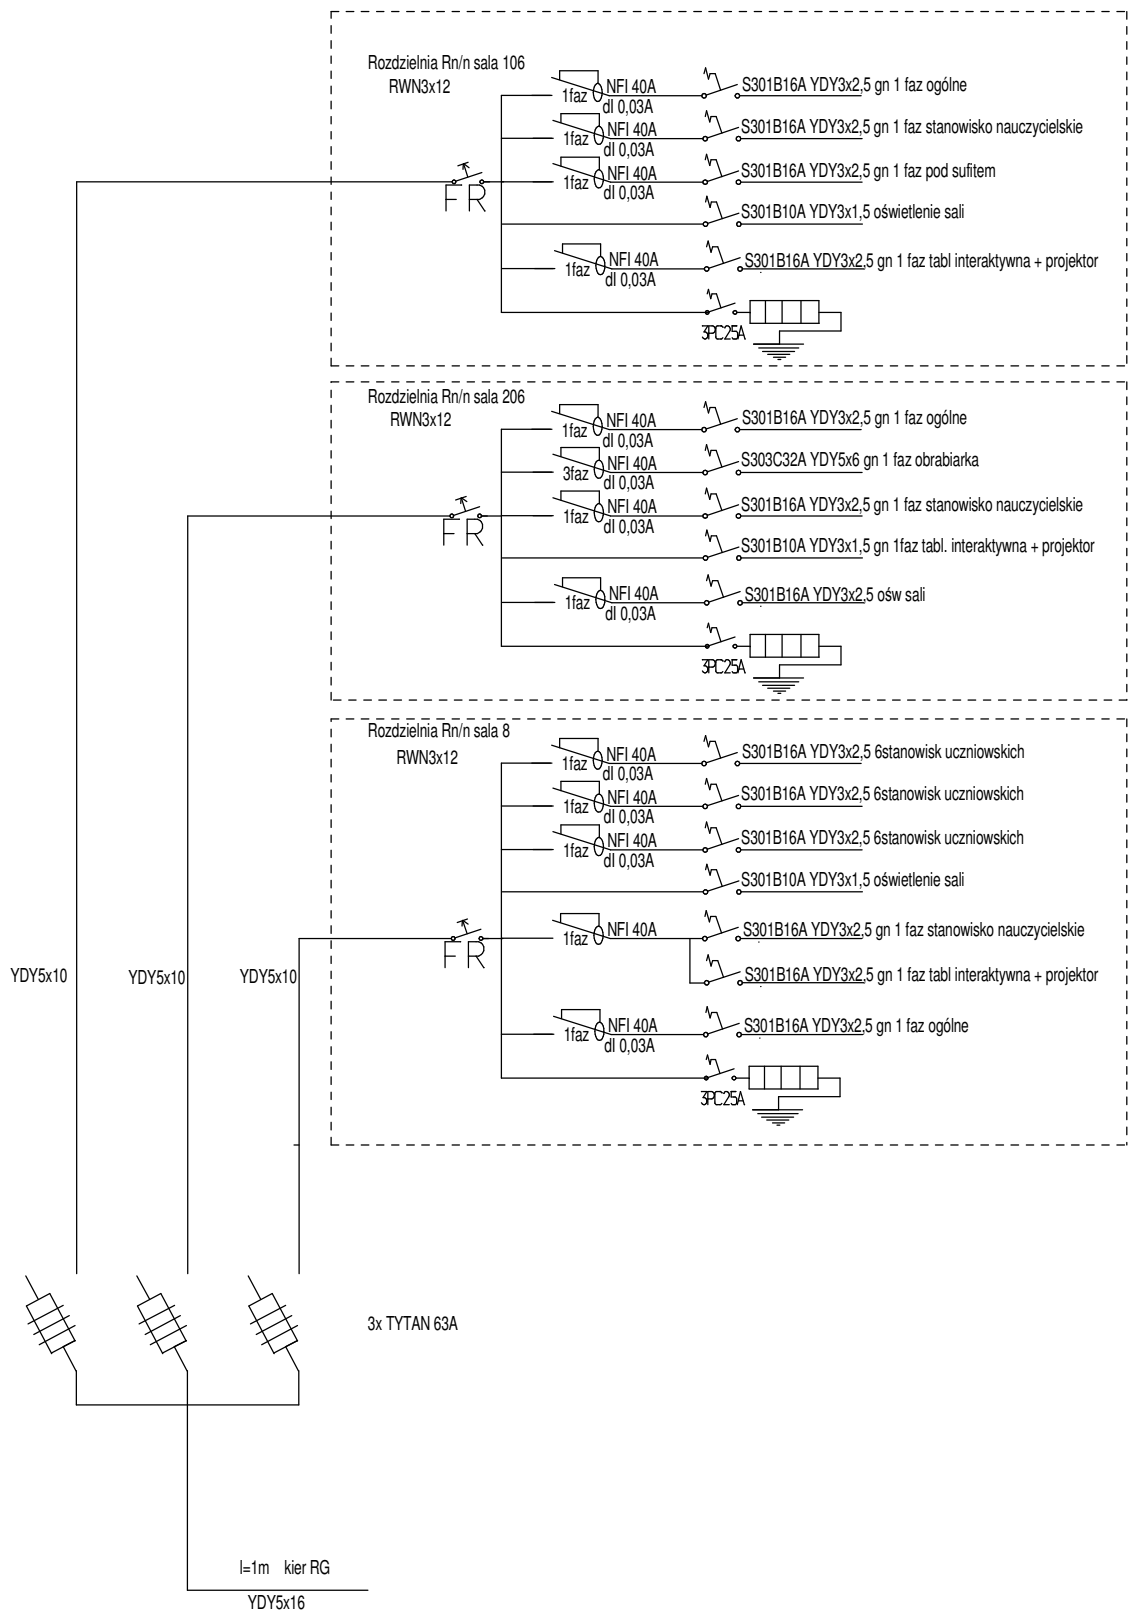 Rozdzielnia Rn/n sala 106
RWN3x12
1faz
NFI 40A
dI 0,03A
S301B16A YDY3x2,5 gn 1 faz ogólne
1faz
NFI 40A
dI 0,03A
S301B16A YDY3x2,5 gn 1 faz stanowisko nauczycielskie
1faz
NFI 40A
dI 0,03A
S301B16A YDY3x2,5 gn 1 faz pod sufitem
FR
S301B10A YDY3x1,5 oświetlenie sali
1faz
NFI 40A
dI 0,03A
S301B16A YDY3x2,5 gn 1 faz tabl interaktywna + projektor
3PC25A
Rozdzielnia Rn/n sala 206
RWN3x12
1faz
NFI 40A
dI 0,03A
S301B16A YDY3x2,5 gn 1 faz ogólne
3faz
NFI 40A
dI 0,03A
S303C32A YDY5x6 gn 1 faz obrabiarka
1faz
NFI 40A
dI 0,03A
S301B16A YDY3x2,5 gn 1 faz stanowisko nauczycielskie
FR
S301B10A YDY3x1,5 gn 1faz tabl. interaktywna + projektor
1faz
NFI 40A
dI 0,03A
S301B16A YDY3x2,5 ośw sali
3PC25A
Rozdzielnia Rn/n sala 8
RWN3x12
1faz
NFI 40A
dI 0,03A
S301B16A YDY3x2,5 6stanowisk uczniowskich
1faz
NFI 40A
dI 0,03A
S301B16A YDY3x2,5 6stanowisk uczniowskich
1faz
NFI 40A
dI 0,03A
S301B16A YDY3x2,5 6stanowisk uczniowskich
S301B10A YDY3x1,5 oświetlenie sali
FR
1faz
NFI 40A
S301B16A YDY3x2,5 gn 1 faz stanowisko nauczycielskie
S301B16A YDY3x2,5 gn 1 faz tabl interaktywna + projektor
1faz
NFI 40A
dI 0,03A
S301B16A YDY3x2,5 gn 1 faz ogólne
3PC25A
YDY5x10
YDY5x10
YDY5x10
3x TYTAN 63A
l=1m kier RG
YDY5x16